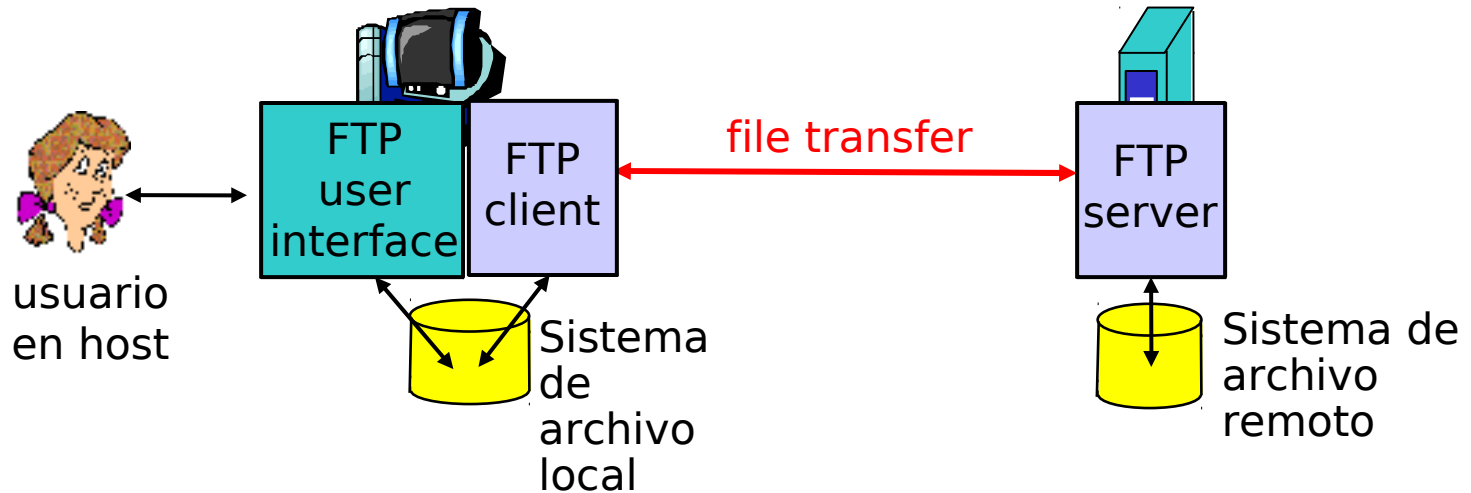 usuario
en host
FTP
user
interface
FTP
client
file transfer
FTP
server
Sistema
de
archivo
local
Sistema de
archivo
remoto